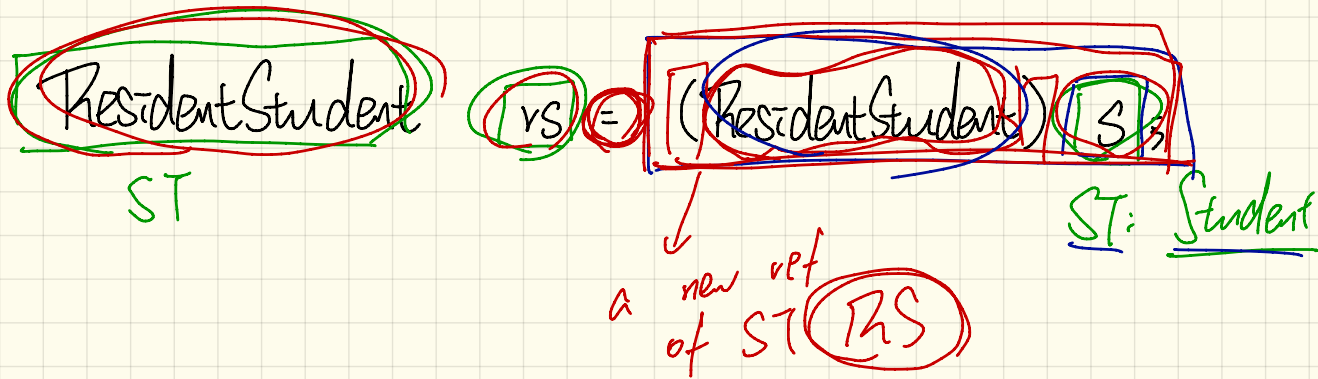 ResidentStudent rs = (ResidentStudent) s;
ST
ST: Student
a new ref
of ST RS